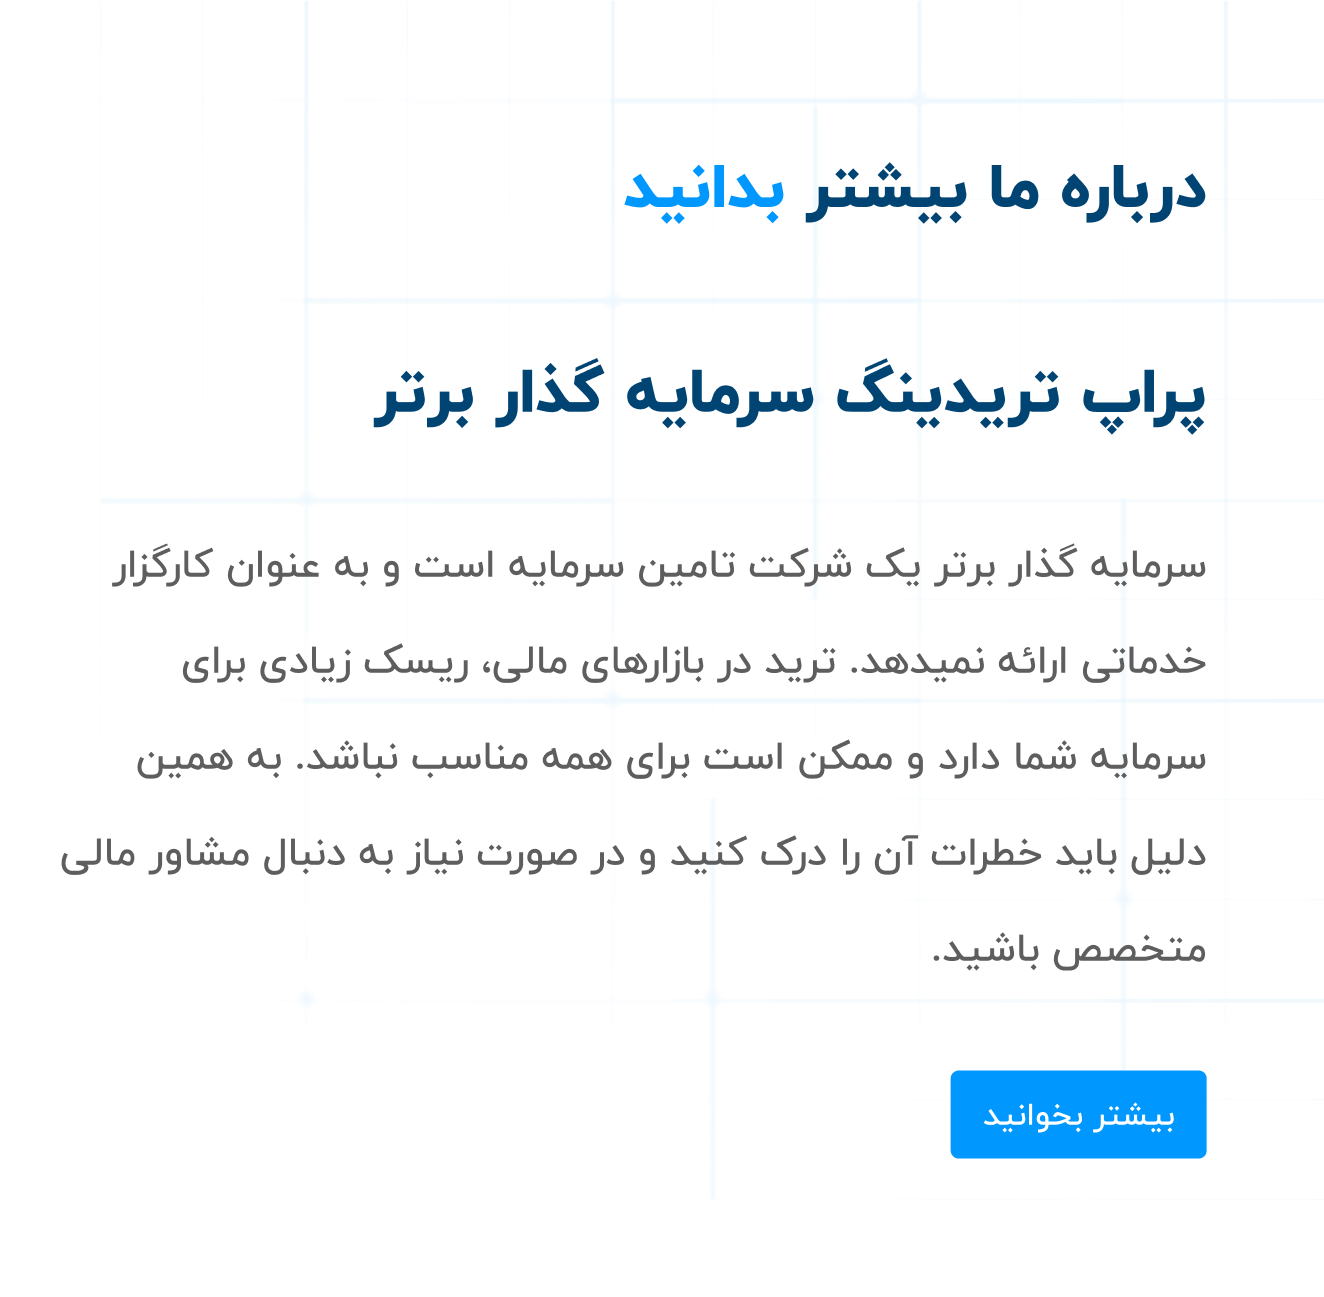 درباره ما بیشتر بدانید
پراپ تریدینگ سرمایه گذار برتر
سرمایه گذار برتر یک شرکت تامین سرمایه است و به عنوان کارگزار
خدماتی ارائه نمیدهد. ترید در بازارهای مالی، ریسک زیادی برای
سرمایه شما دارد و ممکن است برای همه مناسب نباشد. به همین
دلیل باید خطرات آن را درک کنید و در صورت نیاز به دنبال مشاور مالی
متخصص باشید.
بیشتر بخوانید